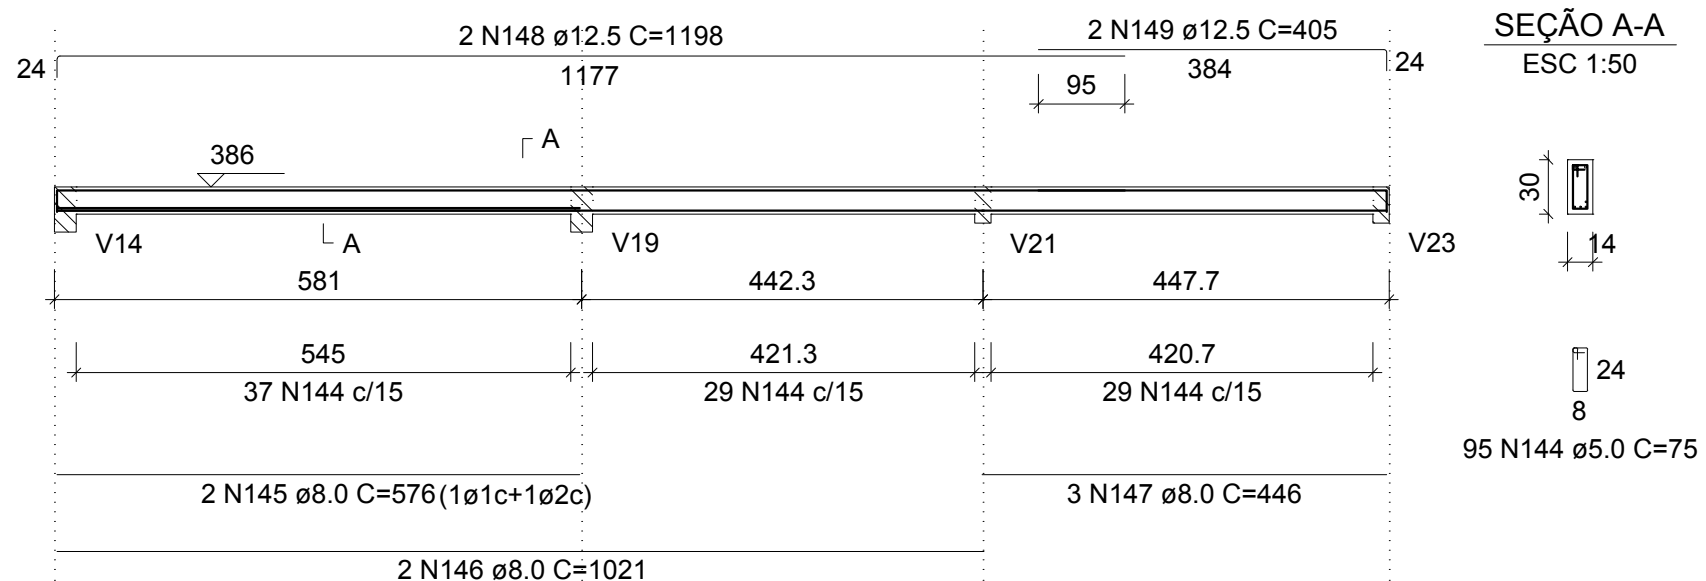 2 N148 ø12.5 C=1198
2 N149 ø12.5 C=405
SEÇÃO A-A
ESC 1:50
24
1177
384
24
95
A
386
30
14
V14
A
V19
V21
V23
581
442.3
447.7
545
421.3
420.7
37 N144 c/15
29 N144 c/15
29 N144 c/15
24
8
95 N144 ø5.0 C=75
2 N145 ø8.0 C=576(1ø1c+1ø2c)
3 N147 ø8.0 C=446
2 N146 ø8.0 C=1021